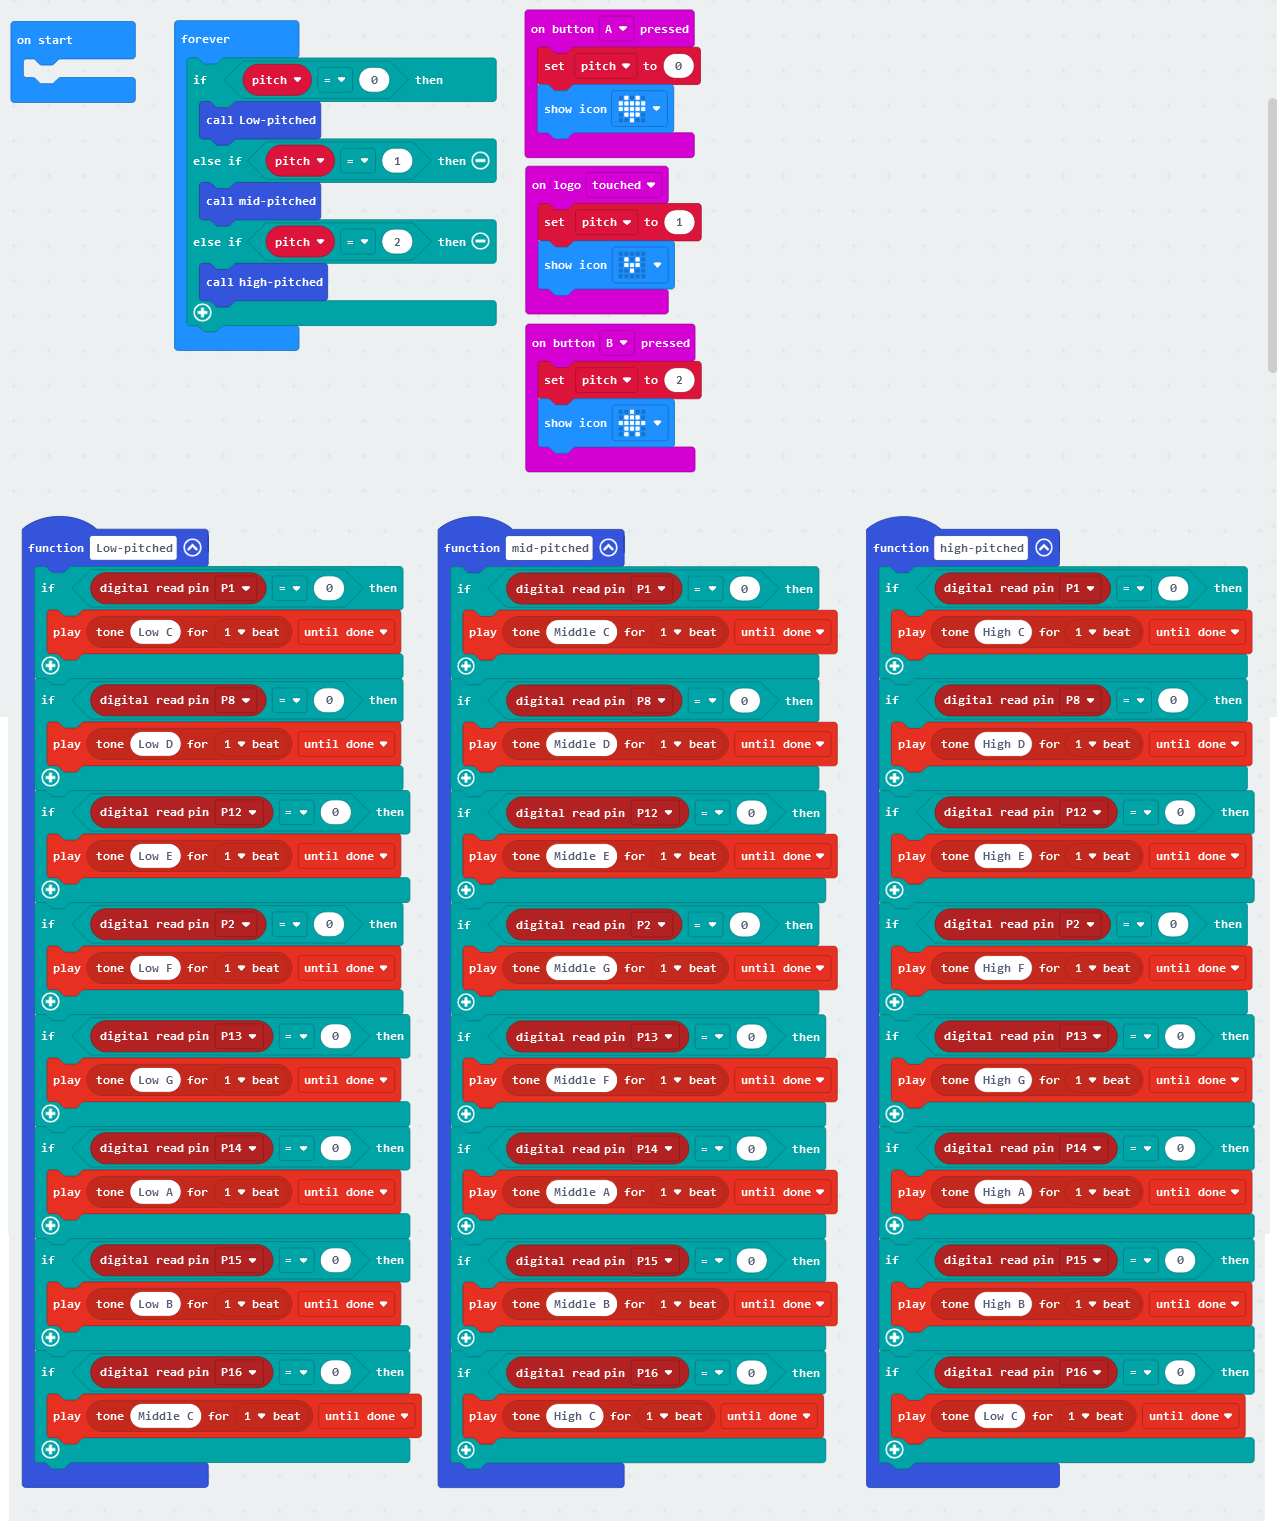 on start
forever
if pitch = 0 then
call Low-pitched
else if pitch = 1 then
call mid-pitched
else if pitch = 2 then
call high-pitched
on button A pressed
set pitch to 0
show icon
on logo touched
set pitch to 1
show icon
on button B pressed
set pitch to 2
show icon
function Low-pitched
if digital read pin P1 = 0 then
play tone Low C for 1 beat until done
if digital read pin P8 = 0 then
play tone Low D for 1 beat until done
if digital read pin P12 = 0 then
play tone Low E for 1 beat until done
if digital read pin P2 = 0 then
play tone Low F for 1 beat until done
if digital read pin P13 = 0 then
play tone Low G for 1 beat until done
if digital read pin P14 = 0 then
play tone Low A for 1 beat until done
if digital read pin P15 = 0 then
play tone Low B for 1 beat until done
if digital read pin P16 = 0 then
play tone Middle C for 1 beat until done
function mid-pitched
if digital read pin P1 = 0 then
play tone Middle C for 1 beat until done
if digital read pin P8 = 0 then
play tone Middle D for 1 beat until done
if digital read pin P12 = 0 then
play tone Middle E for 1 beat until done
if digital read pin P2 = 0 then
play tone Middle G for 1 beat until done
if digital read pin P13 = 0 then
play tone Middle F for 1 beat until done
if digital read pin P14 = 0 then
play tone Middle A for 1 beat until done
if digital read pin P15 = 0 then
play tone Middle B for 1 beat until done
if digital read pin P16 = 0 then
play tone High C for 1 beat until done
function high-pitched
if digital read pin P1 = 0 then
play tone High C for 1 beat until done
if digital read pin P8 = 0 then
play tone High D for 1 beat until done
if digital read pin P12 = 0 then
play tone High E for 1 beat until done
if digital read pin P2 = 0 then
play tone High F for 1 beat until done
if digital read pin P13 = 0 then
play tone High G for 1 beat until done
if digital read pin P14 = 0 then
play tone High A for 1 beat until done
if digital read pin P15 = 0 then
play tone High B for 1 beat until done
if digital read pin P16 = 0 then
play tone Low C for 1 beat until done